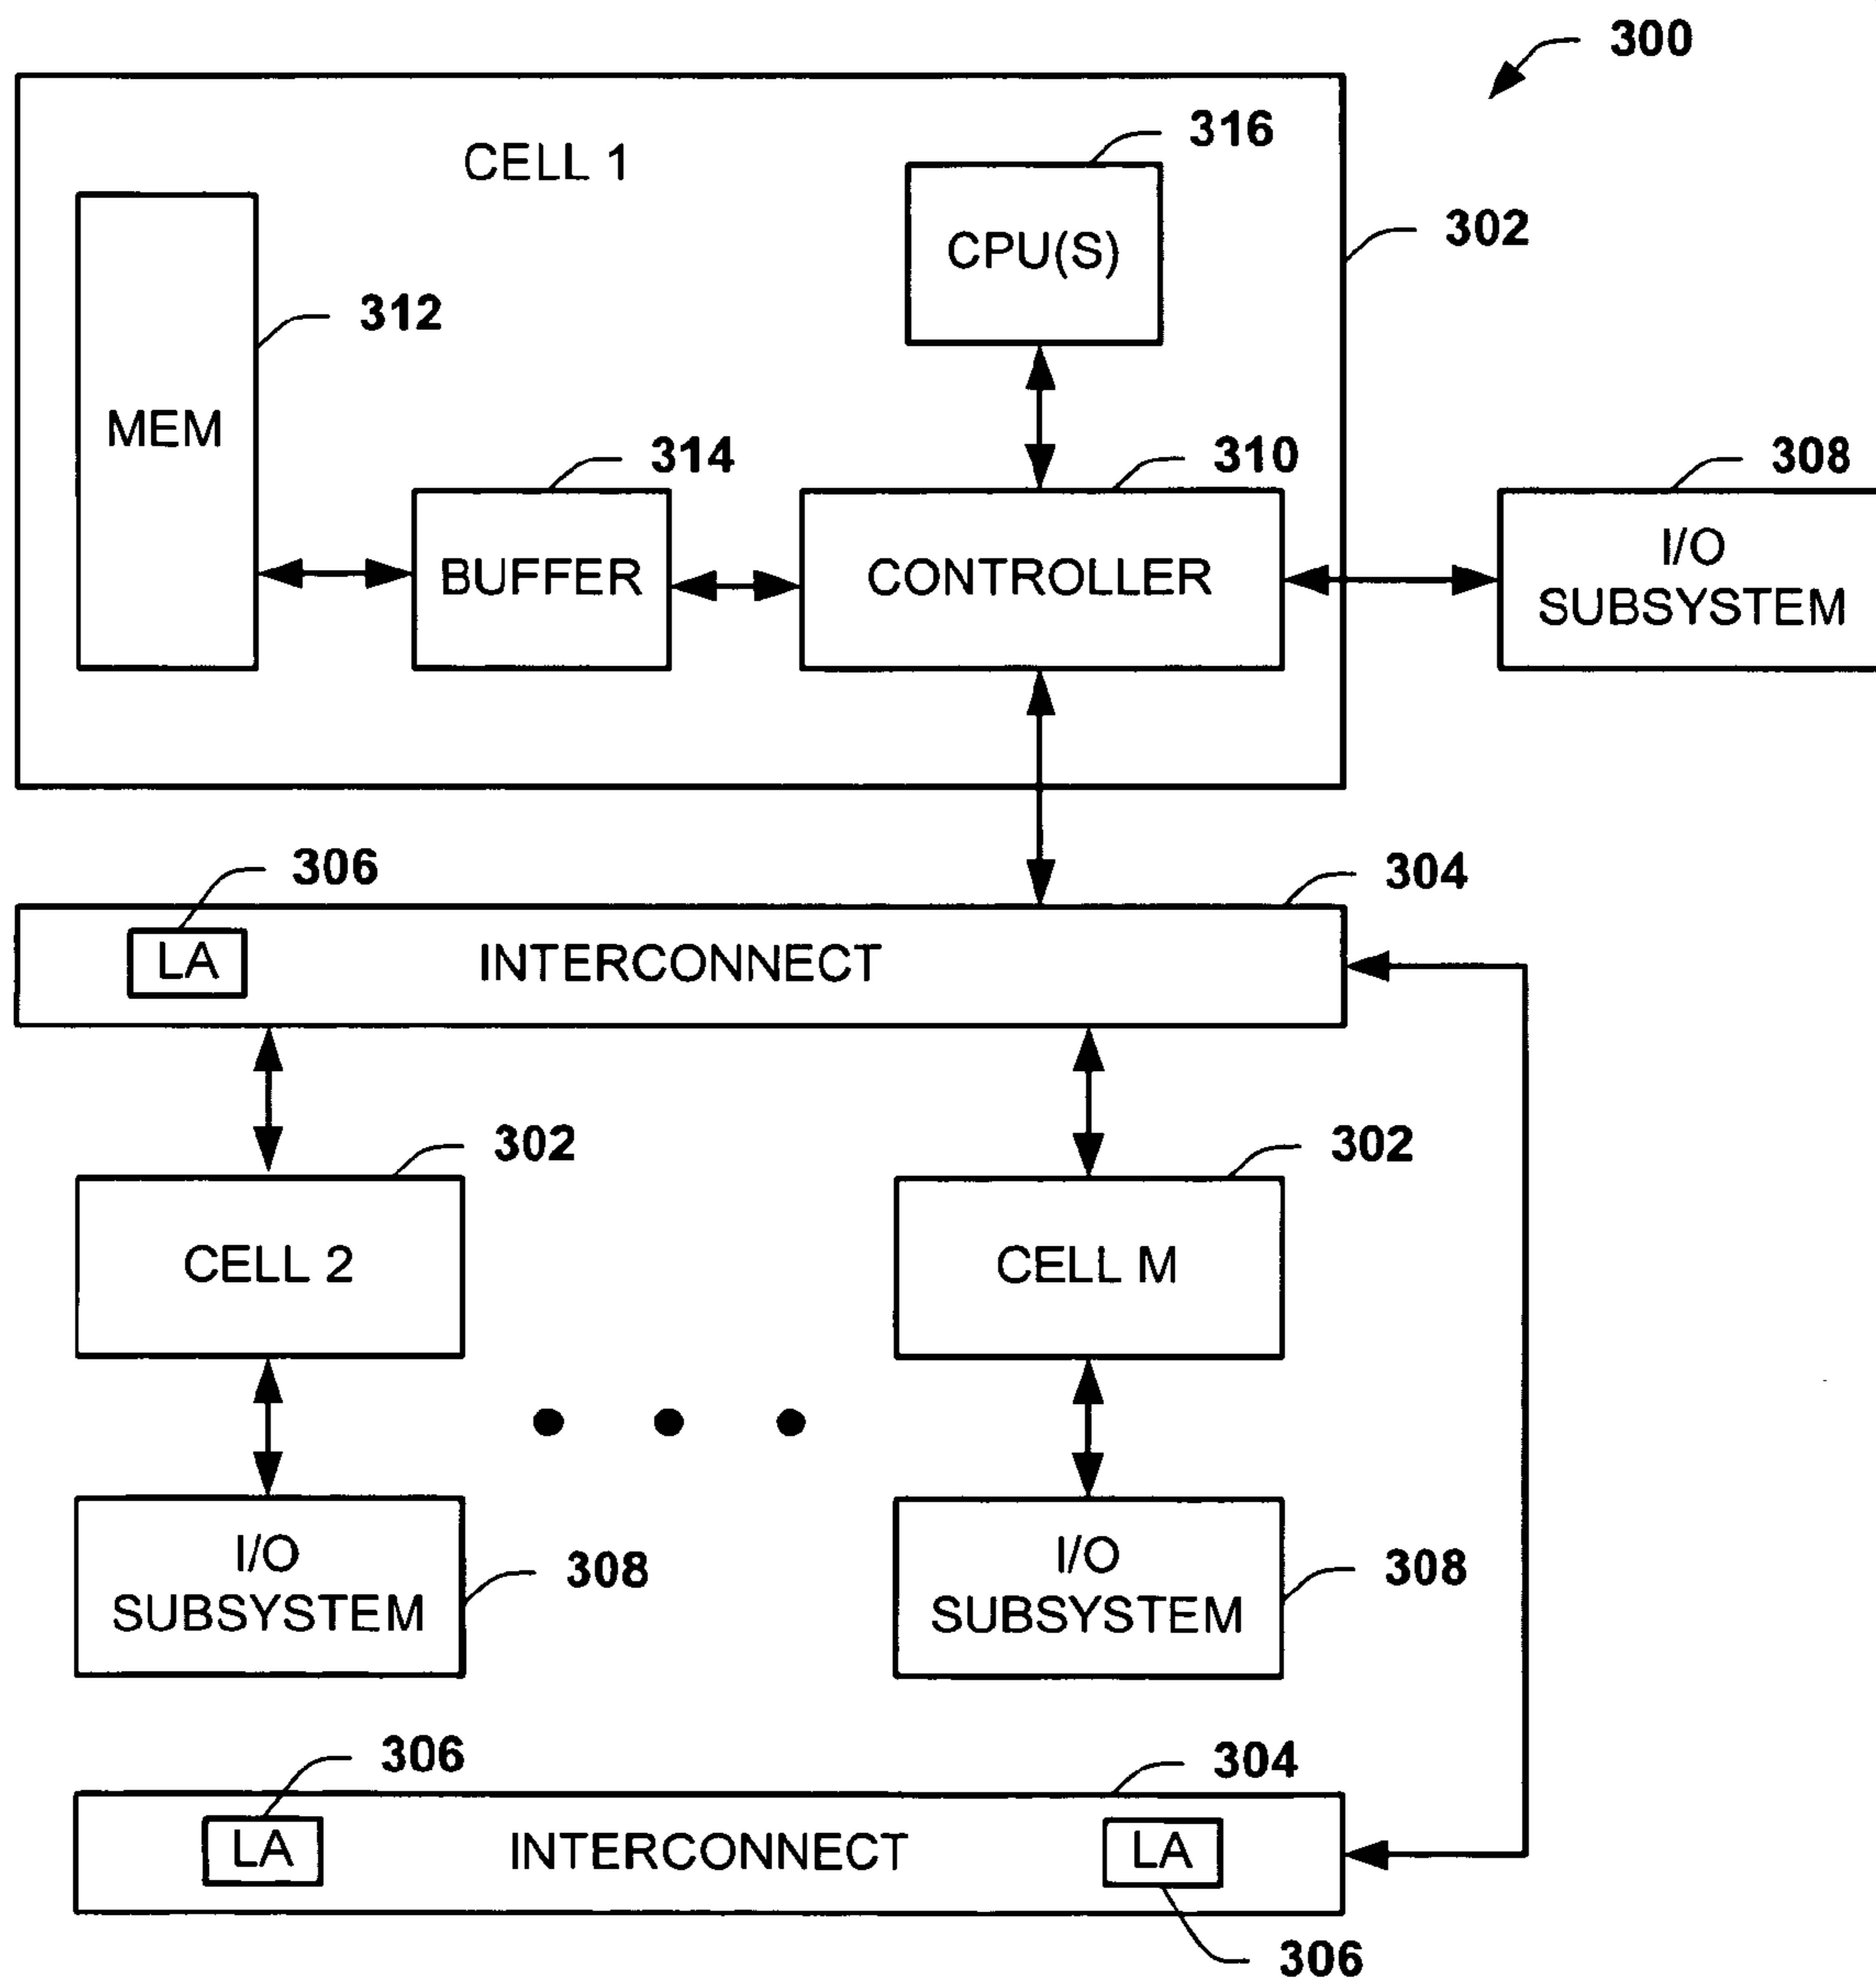 300
CELL 1
316
CPU(S)
302
312
MEM
314
310
308
BUFFER
CONTROLLER
I/O
SUBSYSTEM
306
304
LA
INTERCONNECT
302
302
CELL 2
CELL M
I/O
SUBSYSTEM
308
I/O
SUBSYSTEM
308
306
304
LA
INTERCONNECT
LA
306